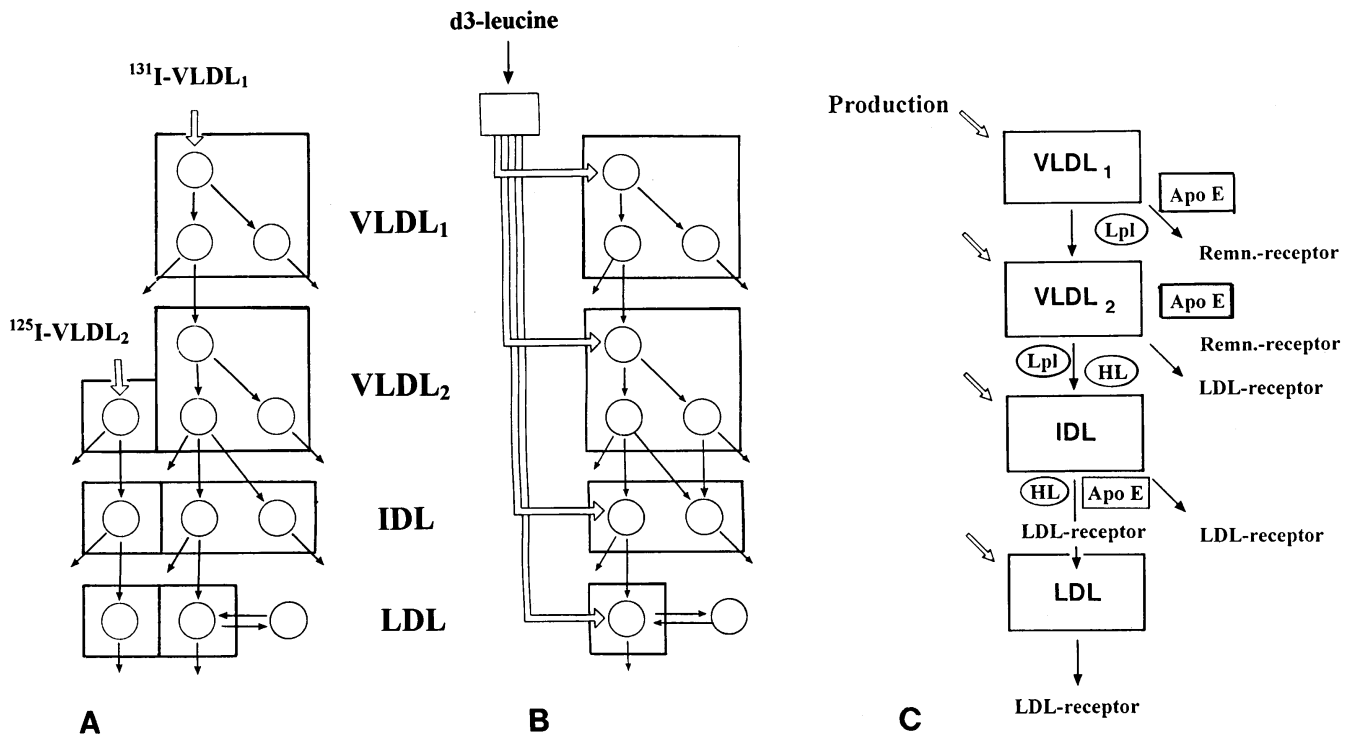 d3-leucine
131I-VLDL1
125I-VLDL2
VLDL1
VLDL2
IDL
LDL
Production
VLDL 1
Apo E
Lpl
Remn.-receptor
VLDL 2
Apo E
Remn.-receptor
Lpl
HL
LDL-receptor
IDL
HL
Apo E
LDL-receptor
LDL-receptor
LDL
LDL-receptor
A
B
C